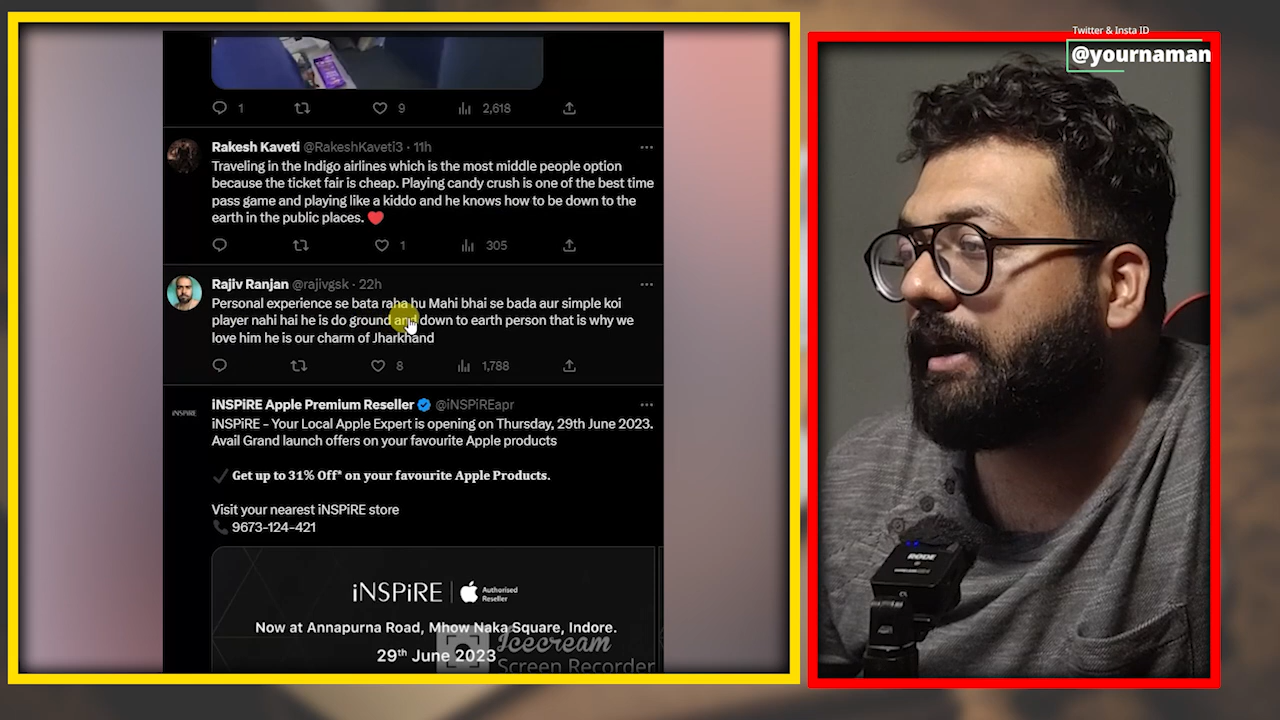 Twitter & Insta ID
@yournaman
1
9
2,618
Rakesh Kaveti @RakeshKaveti3 · 11h
Traveling in the Indigo airlines which is the most middle people option
because the ticket fair is cheap. Playing candy crush is one of the best time
pass game and playing like a kiddo and he knows how to be down to the
earth in the public places. ❤️
1
305
Rajiv Ranjan @rajivgsk · 22h
Personal experience se bata raha hu Mahi bhai se bada aur simple koi
player nahi hai he is do ground and down to earth person that is why we
love him he is our charm of Jharkhand
8
1,788
iNSPiRE Apple Premium Reseller @iNSPiREapr
iNSPiRE - Your Local Apple Expert is opening on Thursday, 29th June 2023.
Avail Grand launch offers on your favourite Apple products
✓ Get up to 31% Off* on your favourite Apple Products.
Visit your nearest iNSPiRE store
📞 9673-124-421
iNSPiRE
Authorised
Reseller
Now at Annapurna Road, Mhow Naka Square, Indore.
29th June 2023
Icecream
Screen Recorder
iNSPiRE
RØDE